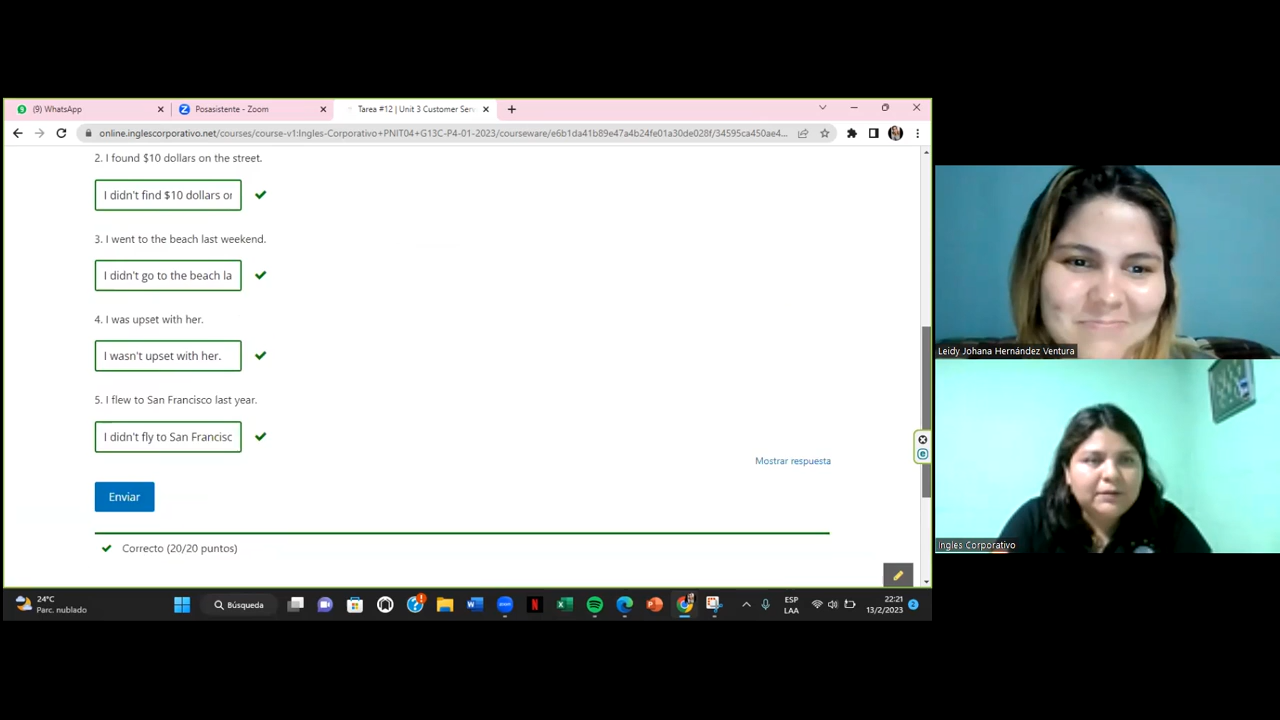 (9) WhatsApp
Posasistente - Zoom
Tarea #12 | Unit 3 Customer Serv
online.inglescorporativo.net/courses/course-v1:Ingles-Corporativo+PNIT04+G13C-P4-01-2023/courseware/e6b1da41b89e47a4b24fe01a30de028f/34595ca450ae4...
2. I found $10 dollars on the street.
I didn't find $10 dollars or
3. I went to the beach last weekend.
I didn't go to the beach la
4. I was upset with her.
I wasn't upset with her.
5. I flew to San Francisco last year.
I didn't fly to San Francisc
Mostrar respuesta
Enviar
Correcto (20/20 puntos)
Leidy Johana Hernández Ventura
Ingles Corporativo
24°C
Parc. nublado
Búsqueda
ESP
LAA
22:21
13/2/2023
2